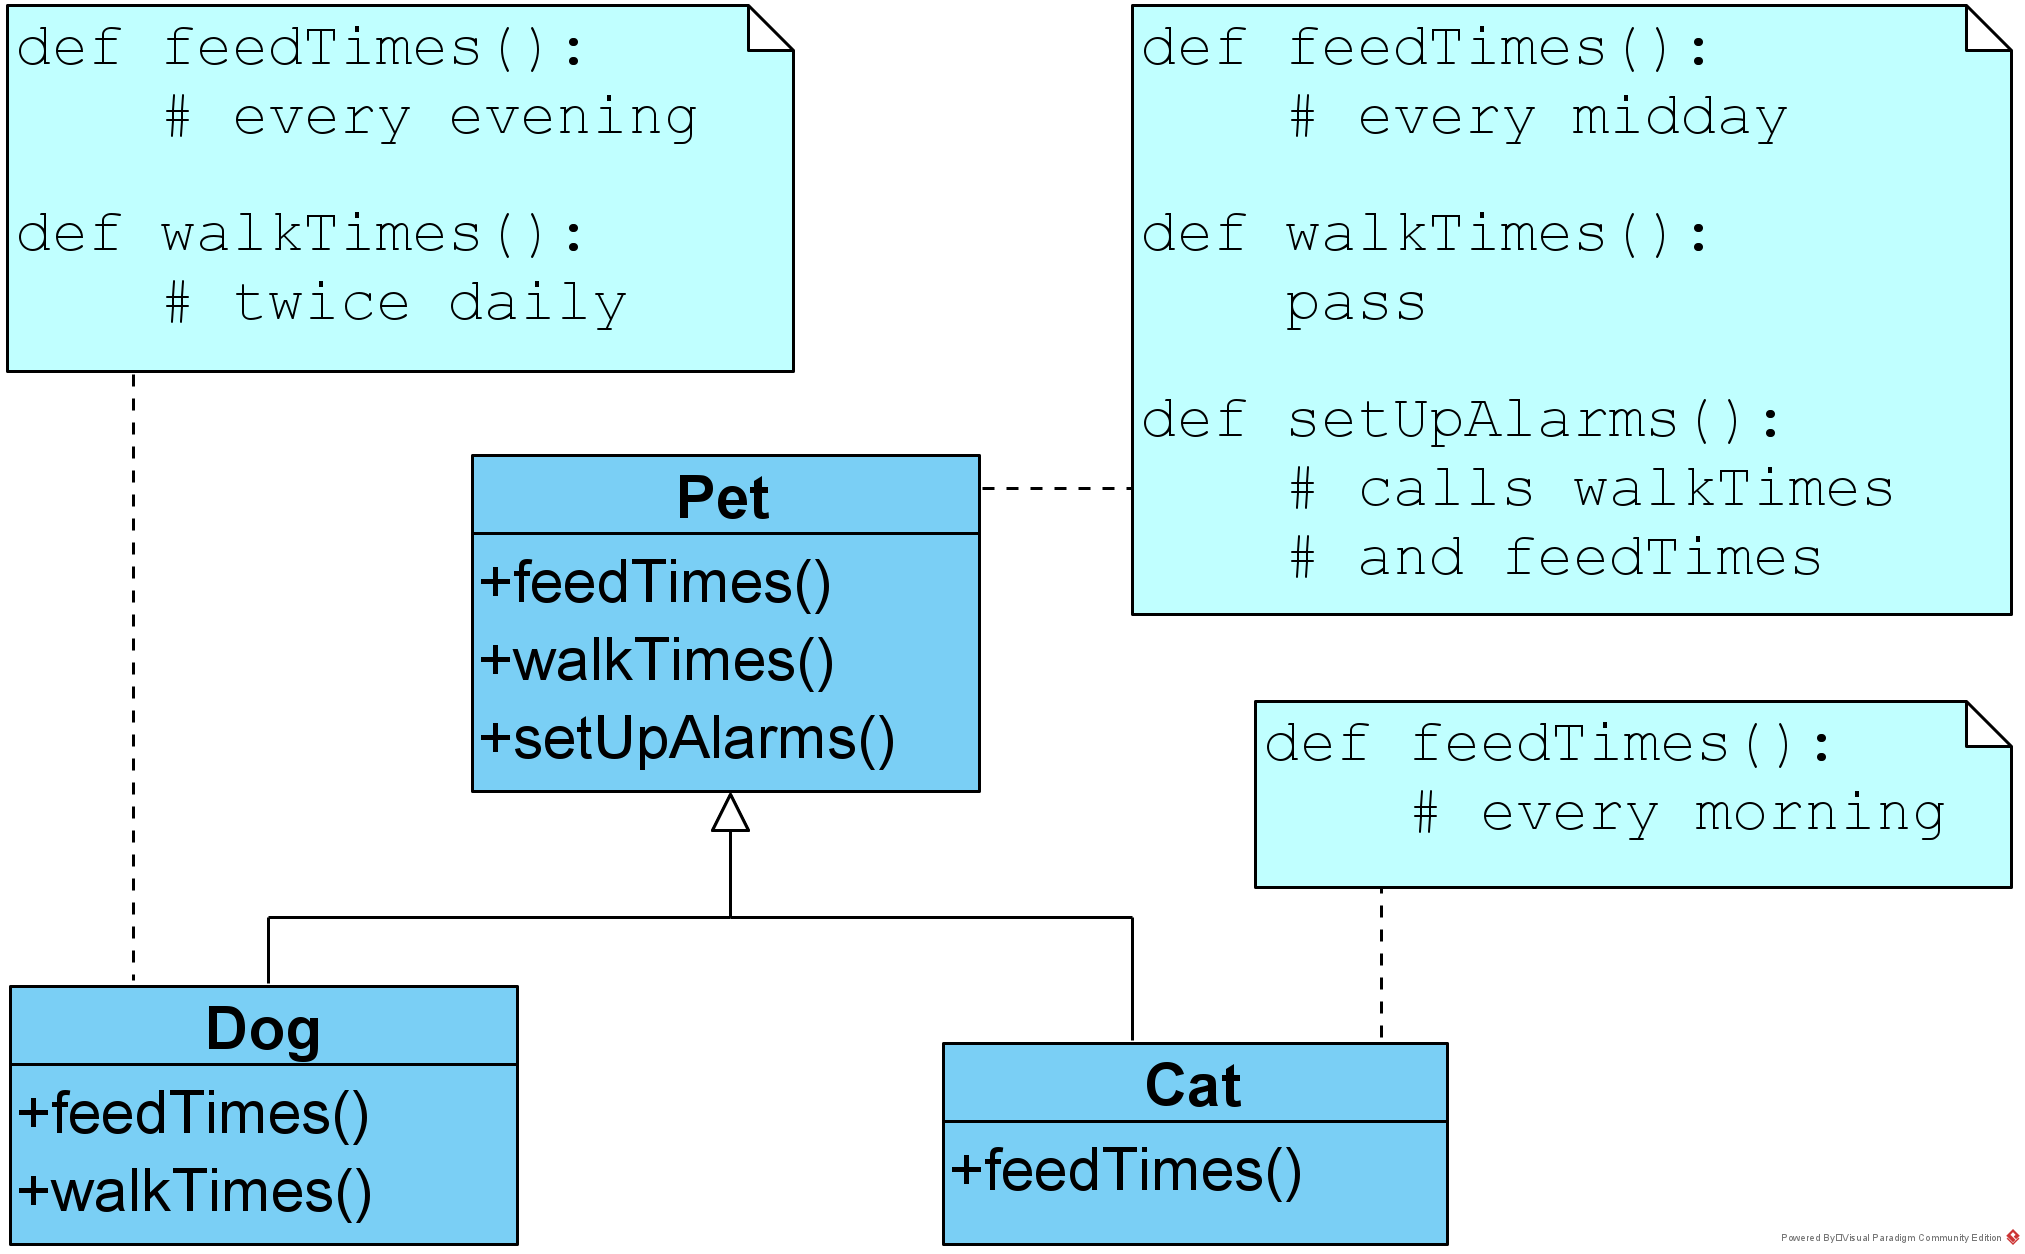 def feedTimes():
    # every evening
def walkTimes():
    # twice daily
def feedTimes():
    # every midday
def walkTimes():
    pass
def setUpAlarms():
    # calls walkTimes
    # and feedTimes
Pet
+feedTimes()
+walkTimes()
+setUpAlarms()
def feedTimes():
    # every morning
Dog
+feedTimes()
+walkTimes()
Cat
+feedTimes()
Powered By□Visual Paradigm Community Edition